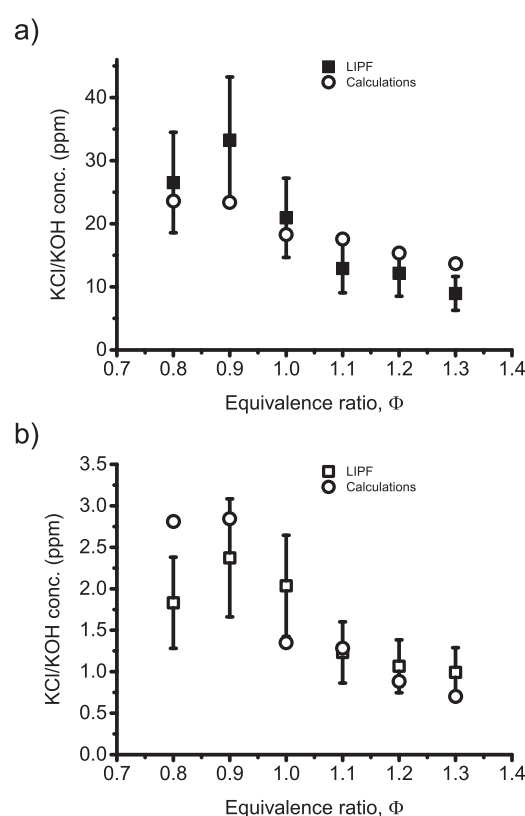 a)
LIPF
Calculations
KCl/KOH conc. (ppm)
40
30
20
10
0
0.7 0.8 0.9 1.0 1.1 1.2 1.3 1.4
Equivalence ratio, Φ
b)
LIPF
Calculations
KCl/KOH conc. (ppm)
3.5
3.0
2.5
2.0
1.5
1.0
0.5
0.0
0.7 0.8 0.9 1.0 1.1 1.2 1.3 1.4
Equivalence ratio, Φ